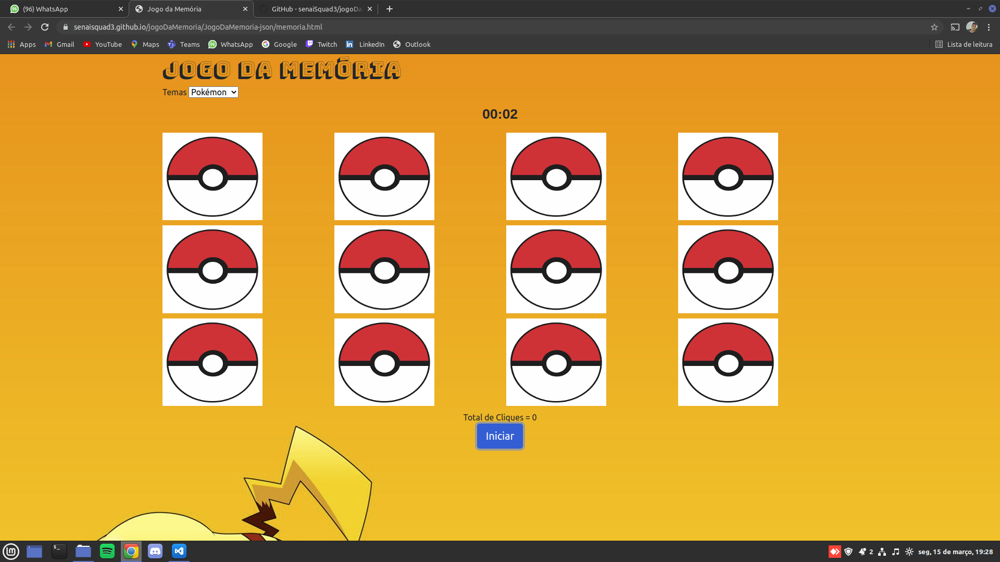 (96) WhatsApp
Jogo da Memória
GitHub - senaiSquad3/jogoDa
senaisquad3.github.io/jogoDaMemoria/JogoDaMemoria-json/memoria.html
Apps
Gmail
YouTube
Maps
Teams
WhatsApp
Google
Twitch
LinkedIn
Outlook
Lista de leitura
JOGO DA MEMÓRIA
Temas Pokémon
00:02
Total de Cliques = 0
Iniciar
2
seg, 15 de março, 19:28